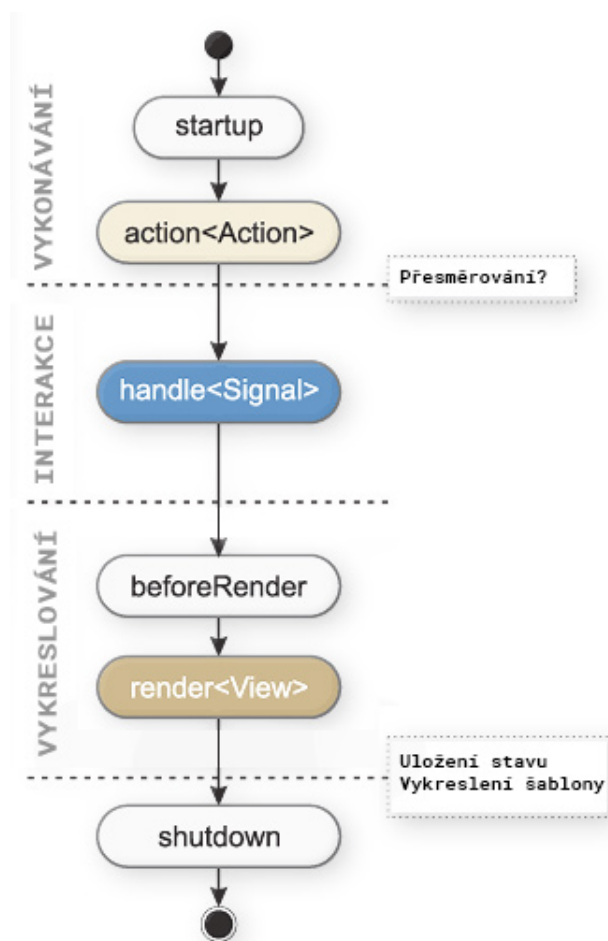 VYKONÁVÁNÍ
startup
action<Action>
Přesměrování?
INTERAKCE
handle<Signal>
VYKRESLOVÁNÍ
beforeRender
render<View>
Uložení stavu
Vykreslení šablony
shutdown